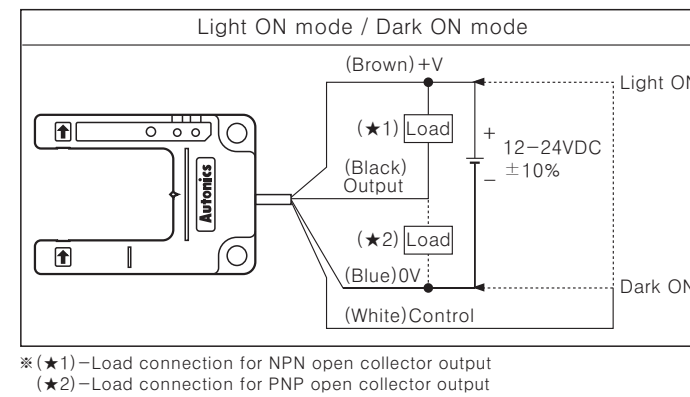 Light ON mode / Dark ON mode
(Brown)+V
Light ON
(★1) Load
+
12-24VDC
±10%
−
(Black)
Output
Autonics
(★2) Load
(Blue)0V
Dark ON
(White)Control
※(★1)-Load connection for NPN open collector output
(★2)-Load connection for PNP open collector output